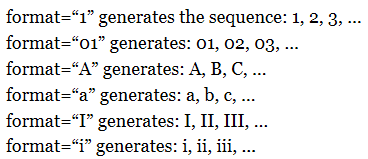 format=“1” generates the sequence: 1, 2, 3, ...
format=“01” generates: 01, 02, 03, ...
format=“A” generates: A, B, C, ...
format=“a” generates: a, b, c, ...
format=“I” generates: I, II, III, ...
format=“i” generates: i, ii, iii, ...